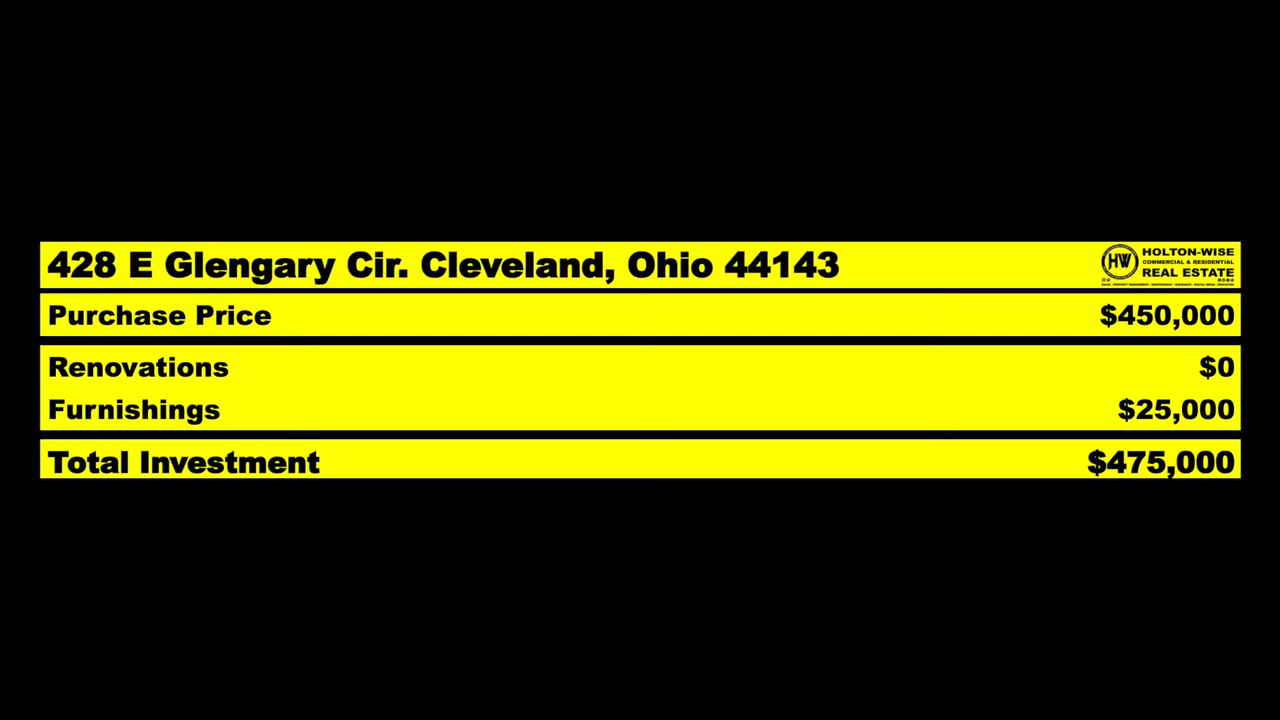 428 E Glengary Cir. Cleveland, Ohio 44143
HW
HOLTON-WISE
COMMERCIAL & RESIDENTIAL
REAL ESTATE
Purchase Price $450,000
Renovations $0
Furnishings $25,000
Total Investment $475,000